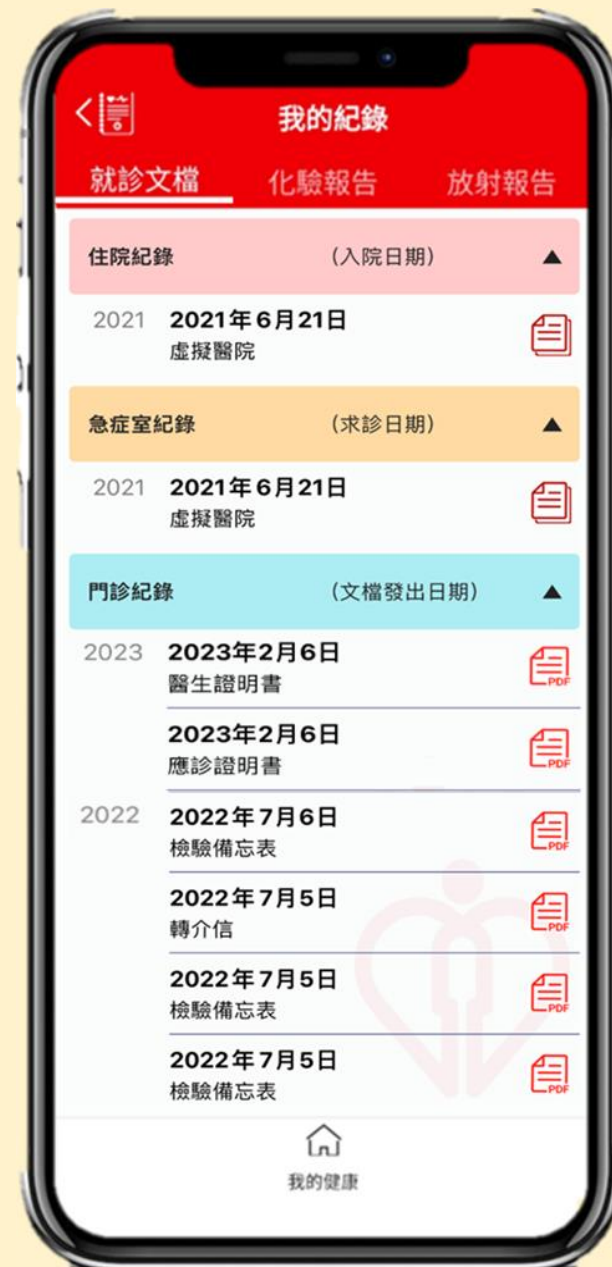 我的紀錄
就診文檔 化驗報告 放射報告
住院紀錄 (入院日期) ▲
2021 2021年6月21日
虛擬醫院
急症室紀錄 (求診日期) ▲
2021 2021年6月21日
虛擬醫院
門診紀錄 (文檔發出日期) ▲
2023 2023年2月6日
醫生證明書
PDF
2023年2月6日
應診證明書
PDF
2022 2022年7月6日
檢驗備忘表
PDF
2022年7月5日
轉介信
PDF
2022年7月5日
檢驗備忘表
PDF
2022年7月5日
檢驗備忘表
PDF
我的健康